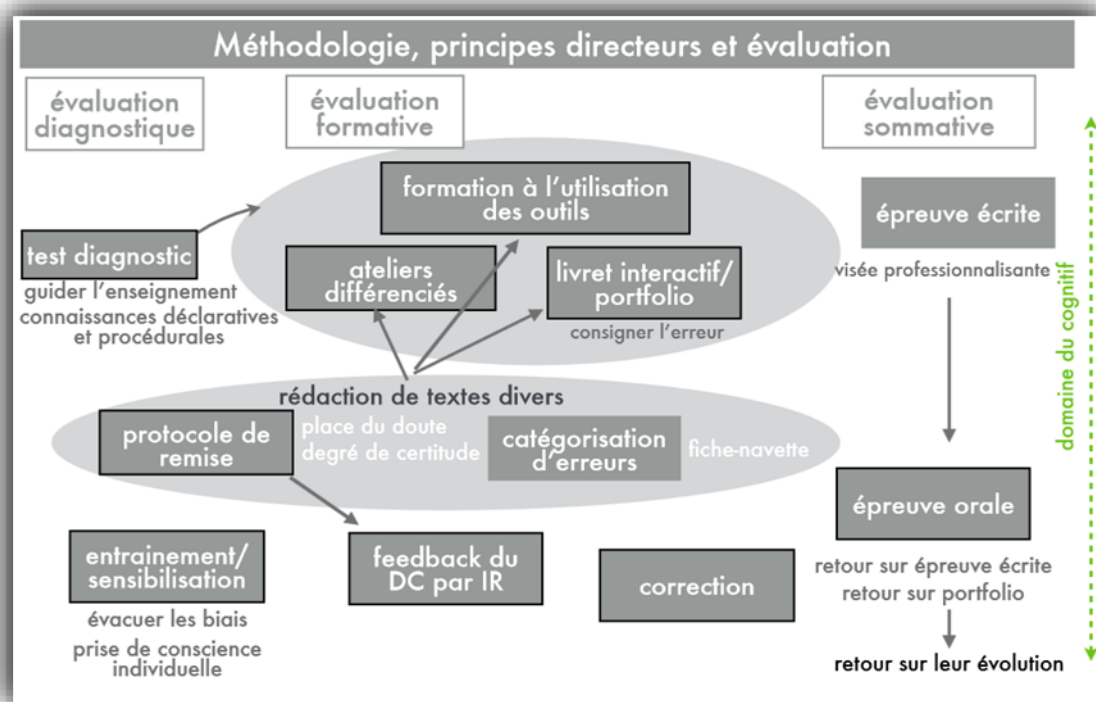 Méthodologie, principes directeurs et évaluation
évaluation
diagnostique
évaluation
formative
évaluation
sommative
formation à l'utilisation
des outils
épreuve écrite
test diagnostic
ateliers
différenciés
livret interactif/
portfolio
visée professionnalisante
guider l'enseignement
connaissances déclaratives
et procédurales
consigner l'erreur
domaine du cognitif
rédaction de textes divers
protocole de
remise
place du doute
degré de certitude
catégorisation
d'erreurs
fiche-navette
épreuve orale
entrainement/
sensibilisation
feedback du
DC par IR
correction
retour sur épreuve écrite
retour sur portfolio
évacuer les biais
prise de conscience
individuelle
retour sur leur évolution